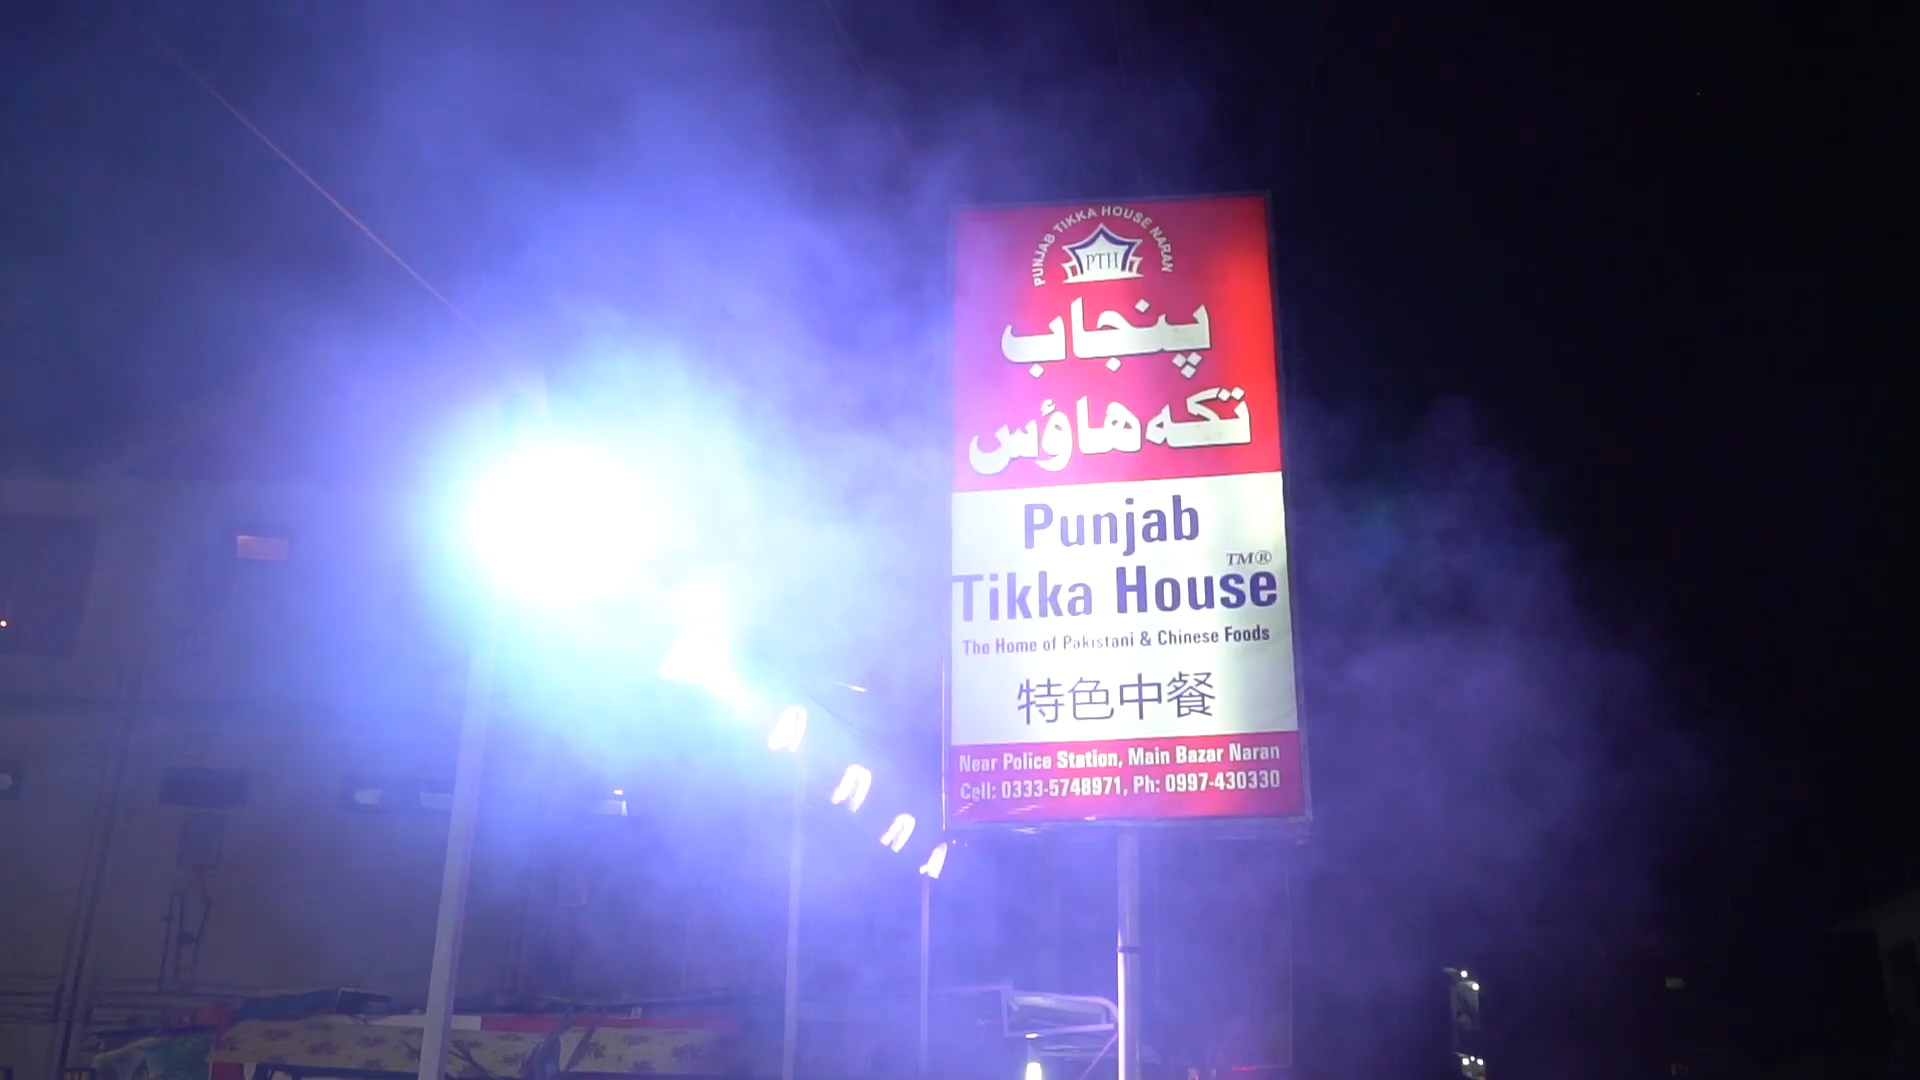 PUNJAB TIKKA HOUSE NARAN
PTH
پنجاب
تکہ ھاؤس
Punjab
Tikka House TM®
The Home of Pakistani & Chinese Foods
特色中餐
Near Police Station, Main Bazar Naran
Cell: 0333-5748971, Ph: 0997-430330